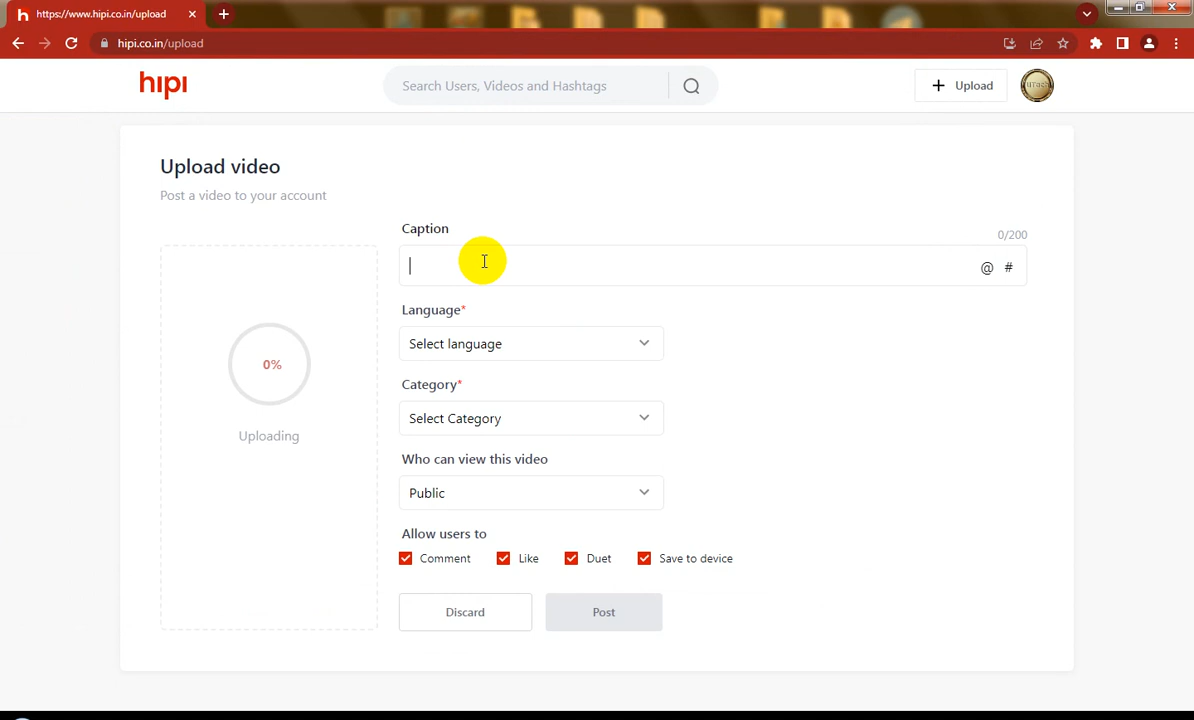 https://www.hipi.co.in/upload
hipi.co.in/upload
hipi
Search Users, Videos and Hashtags
Upload
Upload video
Post a video to your account
Caption
0/200
@ #
Language*
Select language
0%
Category*
Select Category
Uploading
Who can view this video
Public
Allow users to
Comment Like Duet Save to device
Discard Post